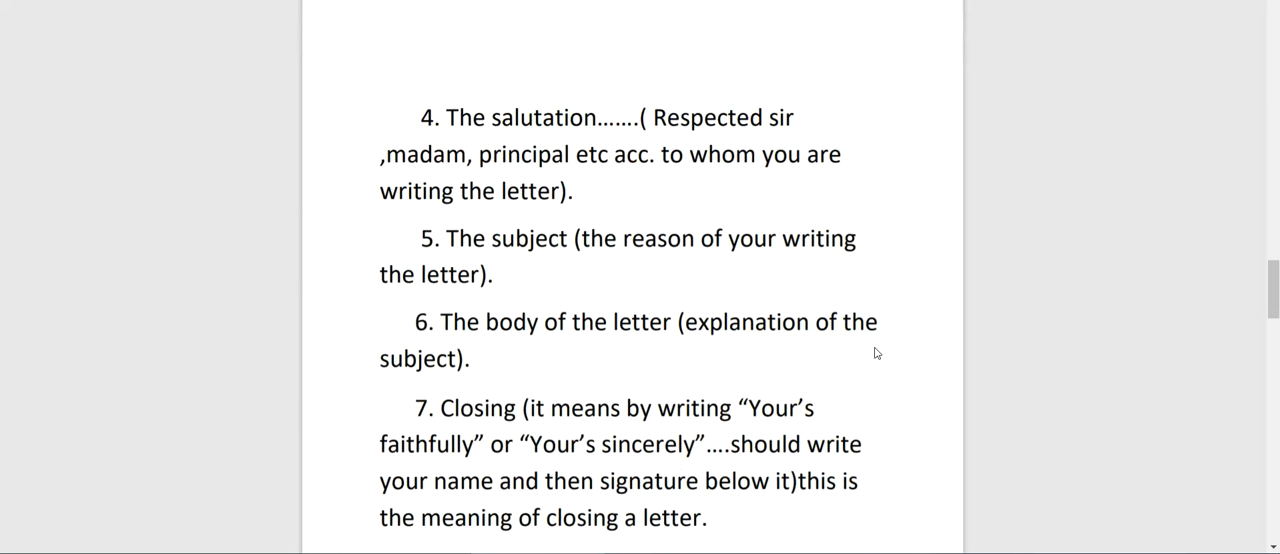 4. The salutation…….( Respected sir
,madam, principal etc acc. to whom you are
writing the letter).
5. The subject (the reason of your writing
the letter).
6. The body of the letter (explanation of the
subject).
7. Closing (it means by writing “Your’s
faithfully” or “Your’s sincerely”….should write
your name and then signature below it)this is
the meaning of closing a letter.